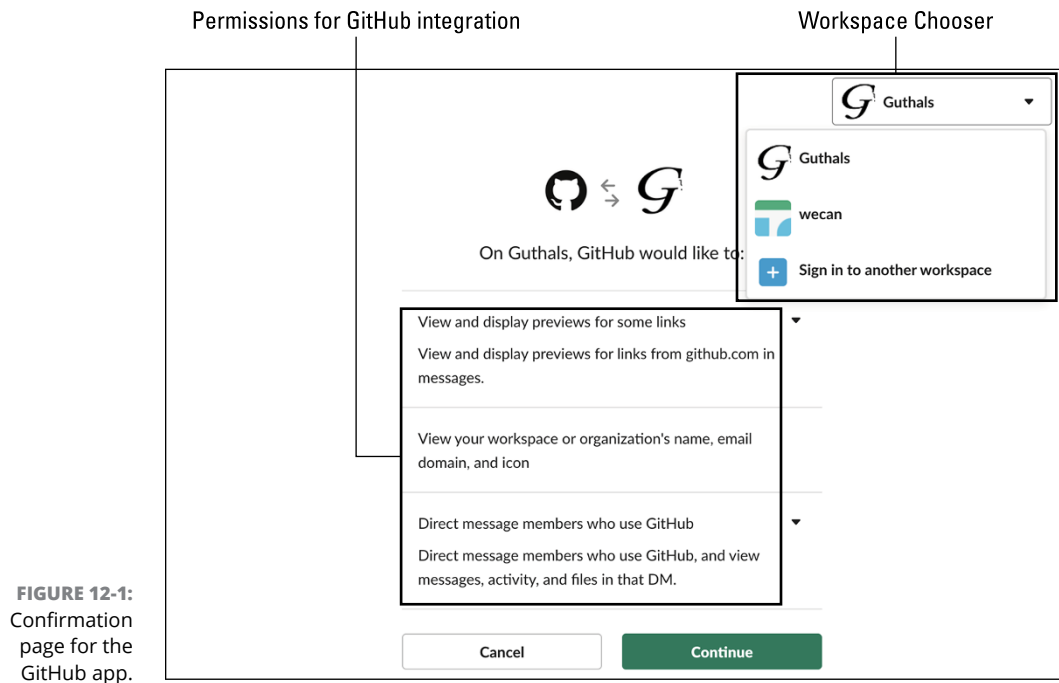 Permissions for GitHub integration
Workspace Chooser
Guthals
Guthals
wecan
Sign in to another workspace
On Guthals, GitHub would like to:
View and display previews for some links
View and display previews for links from github.com in
messages.
View your workspace or organization's name, email
domain, and icon
Direct message members who use GitHub
Direct message members who use GitHub, and view
messages, activity, and files in that DM.
Cancel
Continue
FIGURE 12-1:
Confirmation
page for the
GitHub app.